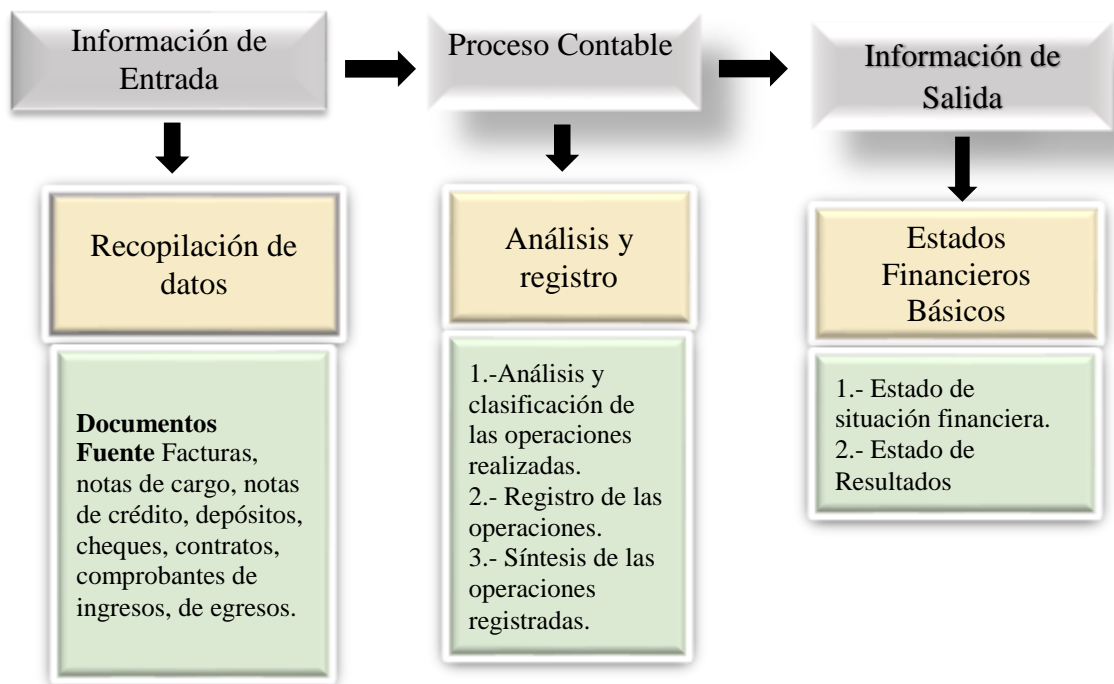 Información de
Entrada
Proceso Contable
Información de
Salida
Recopilación de
datos
Análisis y
registro
Estados
Financieros
Básicos
Documentos
Fuente Facturas,
notas de cargo, notas
de crédito, depósitos,
cheques, contratos,
comprobantes de
ingresos, de egresos.
1.-Análisis y
clasificación de
las operaciones
realizadas.
2.- Registro de las
operaciones.
3.- Síntesis de las
operaciones
registradas.
1.- Estado de
situación financiera.
2.- Estado de
Resultados